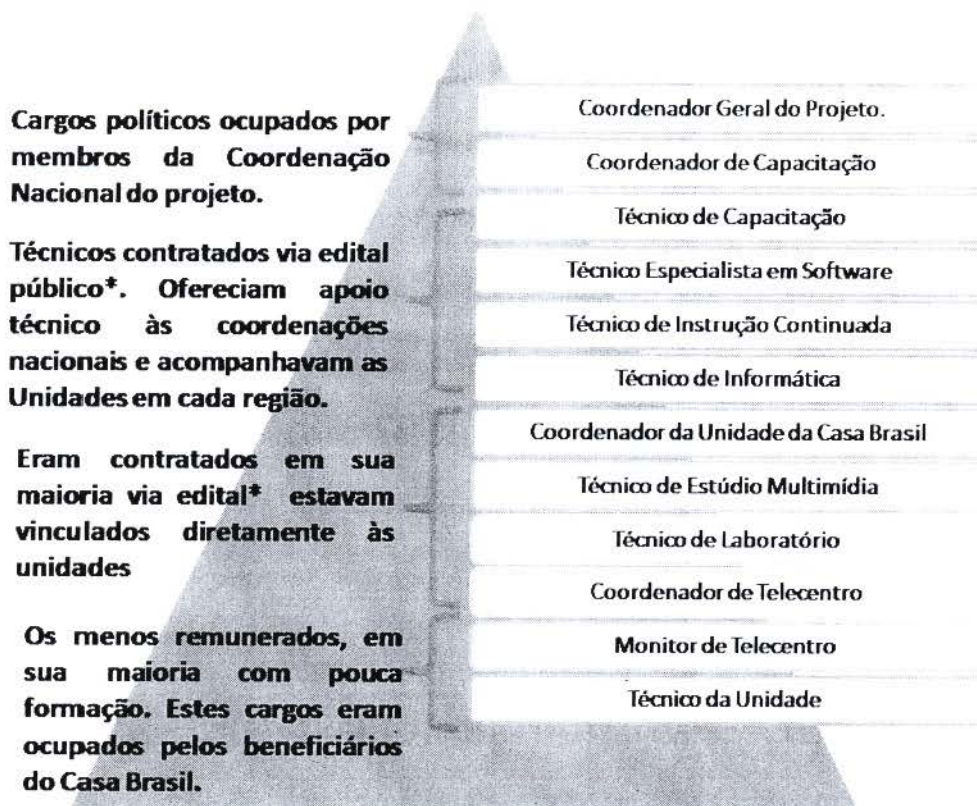 Cargos políticos ocupados por
membros da Coordenação
Nacional do projeto.
Técnicos contratados via edital
público*. Ofereciam apoio
técnico às coordenações
nacionais e acompanhavam as
Unidades em cada região.
Eram contratados em sua
maioria via edital* estavam
vinculados diretamente às
unidades
Os menos remunerados, em
sua maioria com pouca
formação. Estes cargos eram
ocupados pelos beneficiários
do Casa Brasil.
Coordenador Geral do Projeto.
Coordenador de Capacitação
Técnico de Capacitação
Técnico Especialista em Software
Técnico de Instrução Continuada
Técnico de Informática
Coordenador da Unidade da Casa Brasil
Técnico de Estúdio Multimídia
Técnico de Laboratório
Coordenador de Telecentro
Monitor de Telecentro
Técnico da Unidade